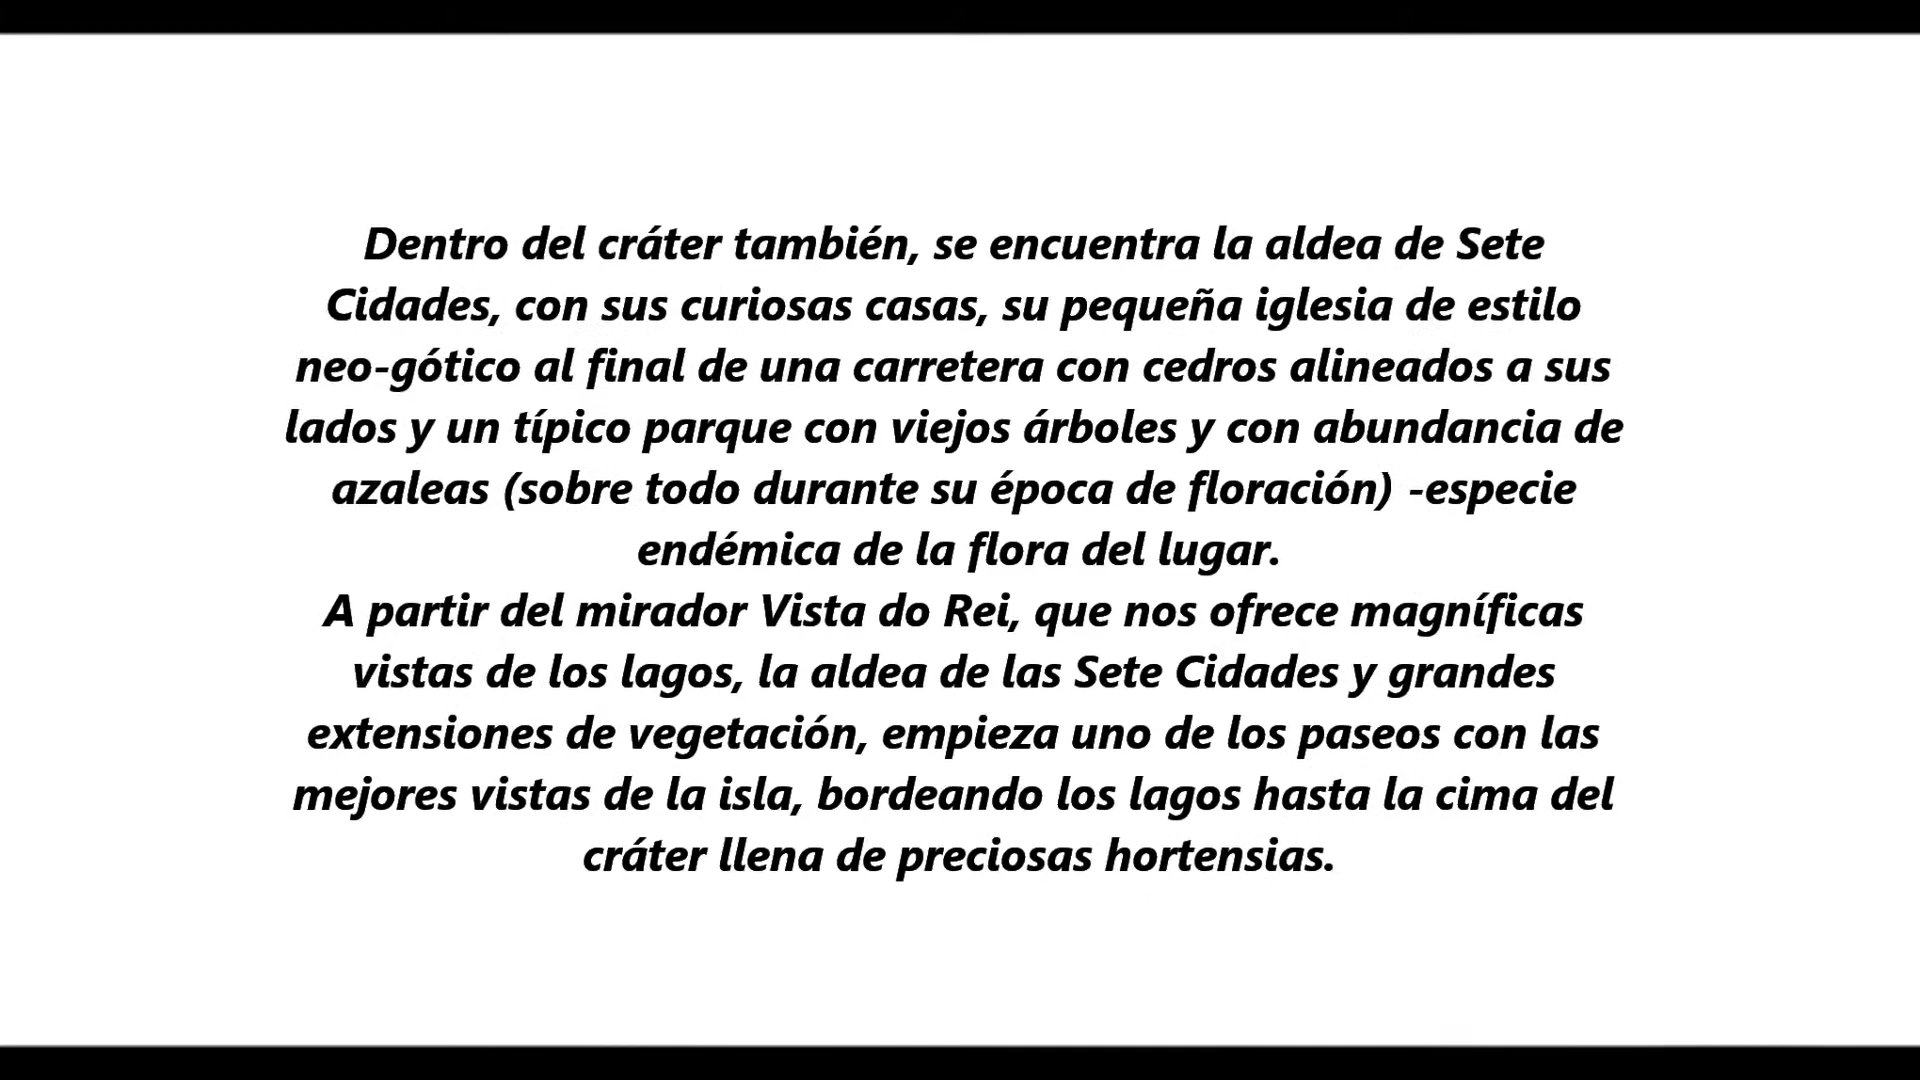 Dentro del cráter también, se encuentra la aldea de Sete
Cidades, con sus curiosas casas, su pequeña iglesia de estilo
neo-gótico al final de una carretera con cedros alineados a sus
lados y un típico parque con viejos árboles y con abundancia de
azaleas (sobre todo durante su época de floración) -especie
endémica de la flora del lugar.
A partir del mirador Vista do Rei, que nos ofrece magníficas
vistas de los lagos, la aldea de las Sete Cidades y grandes
extensiones de vegetación, empieza uno de los paseos con las
mejores vistas de la isla, bordeando los lagos hasta la cima del
cráter llena de preciosas hortensias.